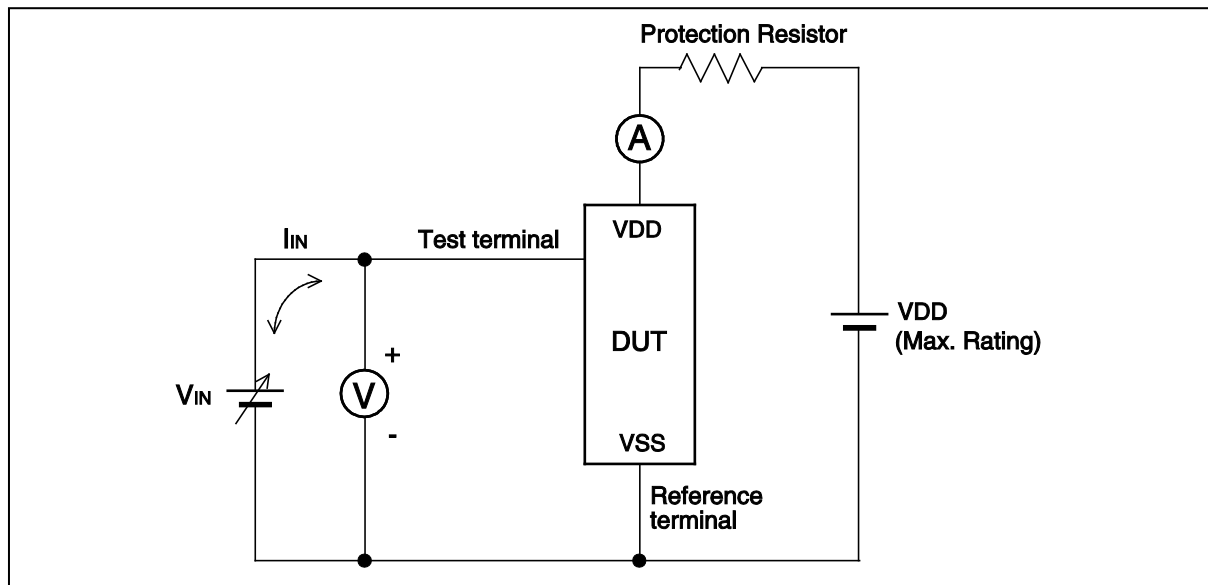 Protection Resistor
A
VDD
IIN
Test terminal
DUT
VDD
(Max. Rating)
+
VIN
V
-
VSS
Reference
terminal